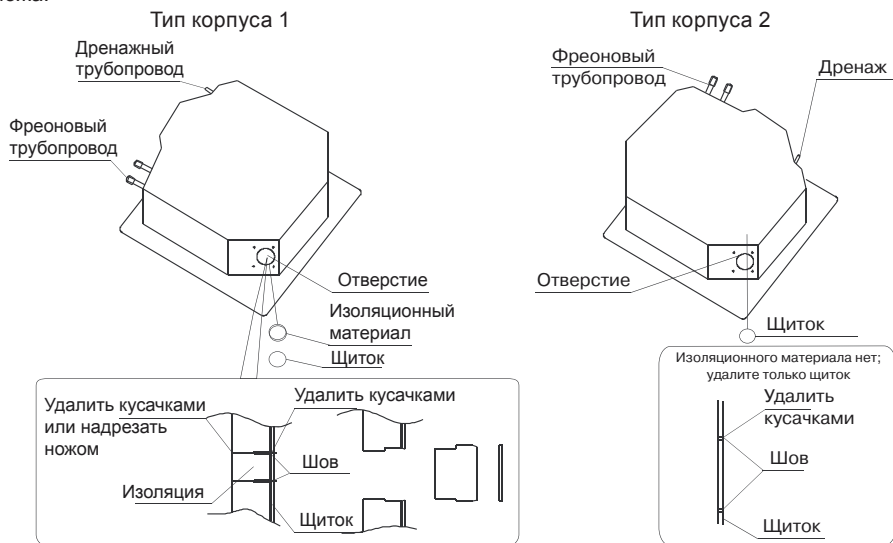 Тип корпуса 1
Дренажный
трубопровод
Фреоновый
трубопровод
Отверстие
Изоляционный
материал
Щиток
Удалить кусачками
или надрезать
ножом
Удалить кусачками
Шов
Изоляция
Щиток
Тип корпуса 2
Фреоновый
трубопровод
Дренаж
Отверстие
Щиток
Изоляционного материала нет;
удалите только щиток
Удалить
кусачками
Шов
Щиток